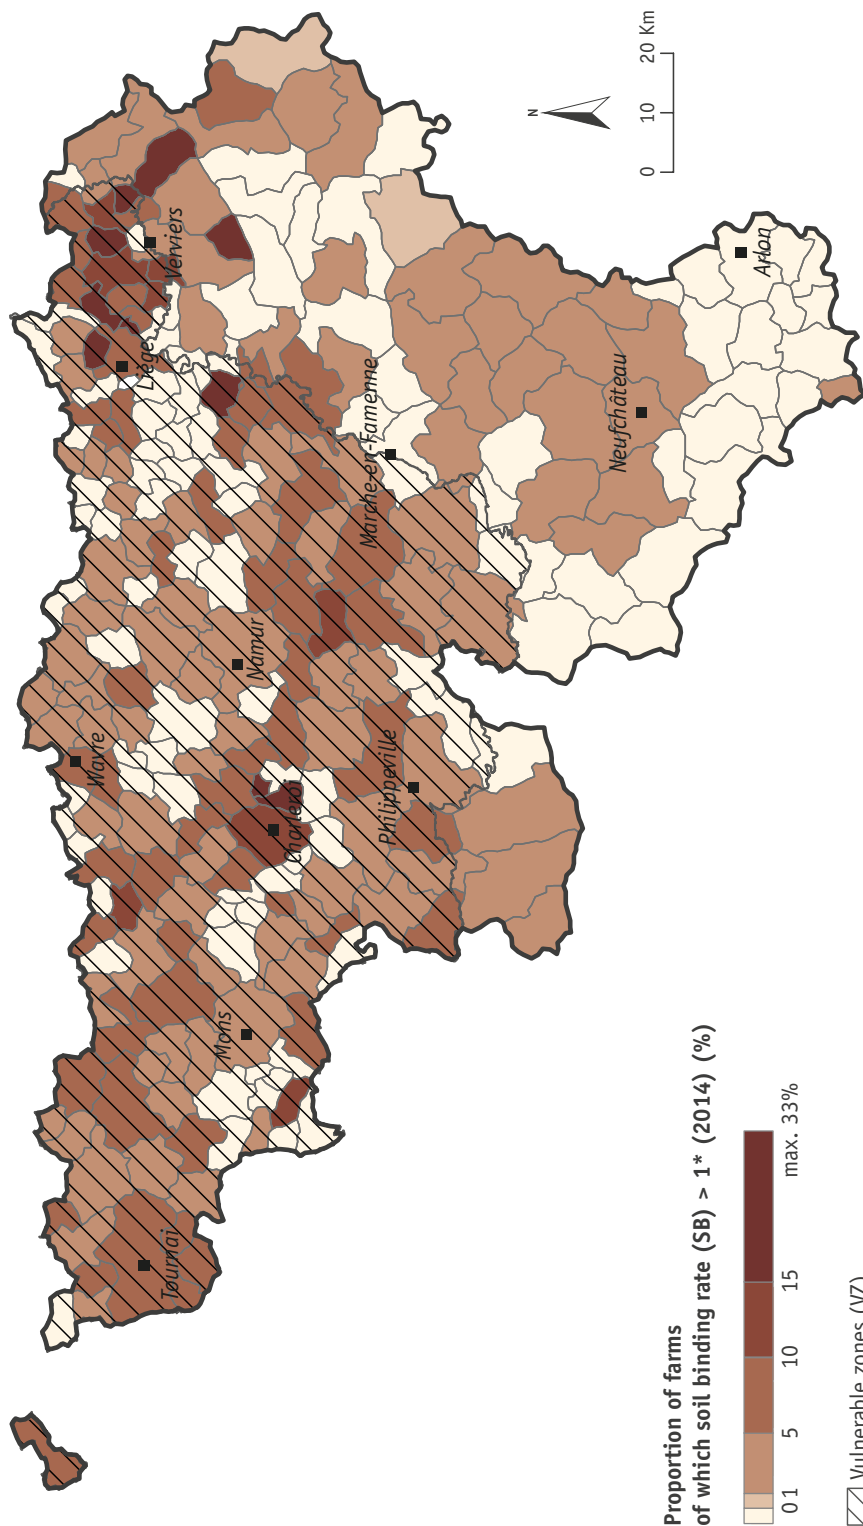 Tournai
Mons
Charleroi
Wavre
Namur
Philippeville
Marche-en-Famenne
Liège
Verviers
Neufchâteau
Arlon
N
0 10 20 Km
Proportion of farms
of which soil binding rate (SB) > 1* (2014) (%)
0 1 5 10 15 max. 33%
Vulnerable zones (VZ)